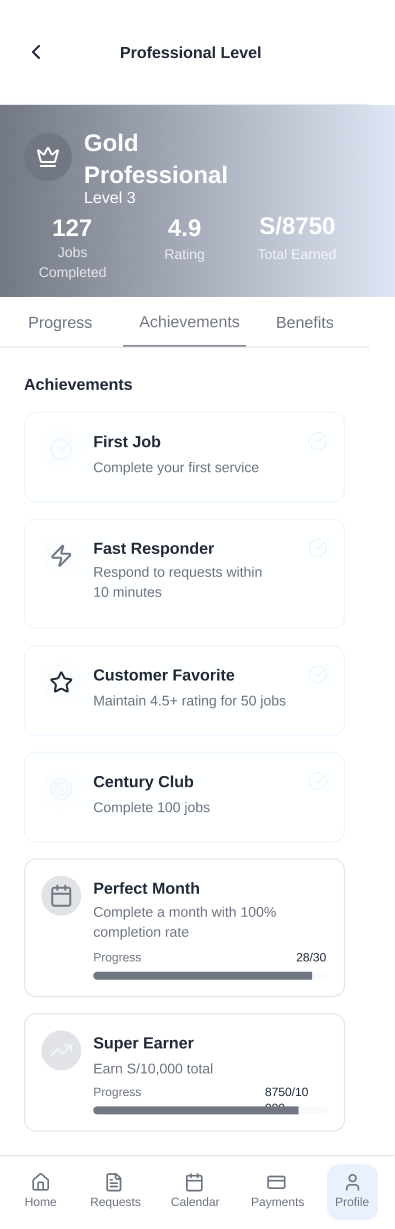 Professional Level
Gold
Professional
Level 3
127
4.9
S/8750
Jobs
Completed
Rating
Total Earned
Progress
Achievements
Benefits
Achievements
First Job
Complete your first service
Fast Responder
Respond to requests within
10 minutes
Customer Favorite
Maintain 4.5+ rating for 50 jobs
Century Club
Complete 100 jobs
Perfect Month
Complete a month with 100%
completion rate
Progress
28/30
Super Earner
Earn S/10,000 total
Progress
8750/10
000
Home
Requests
Calendar
Payments
Profile